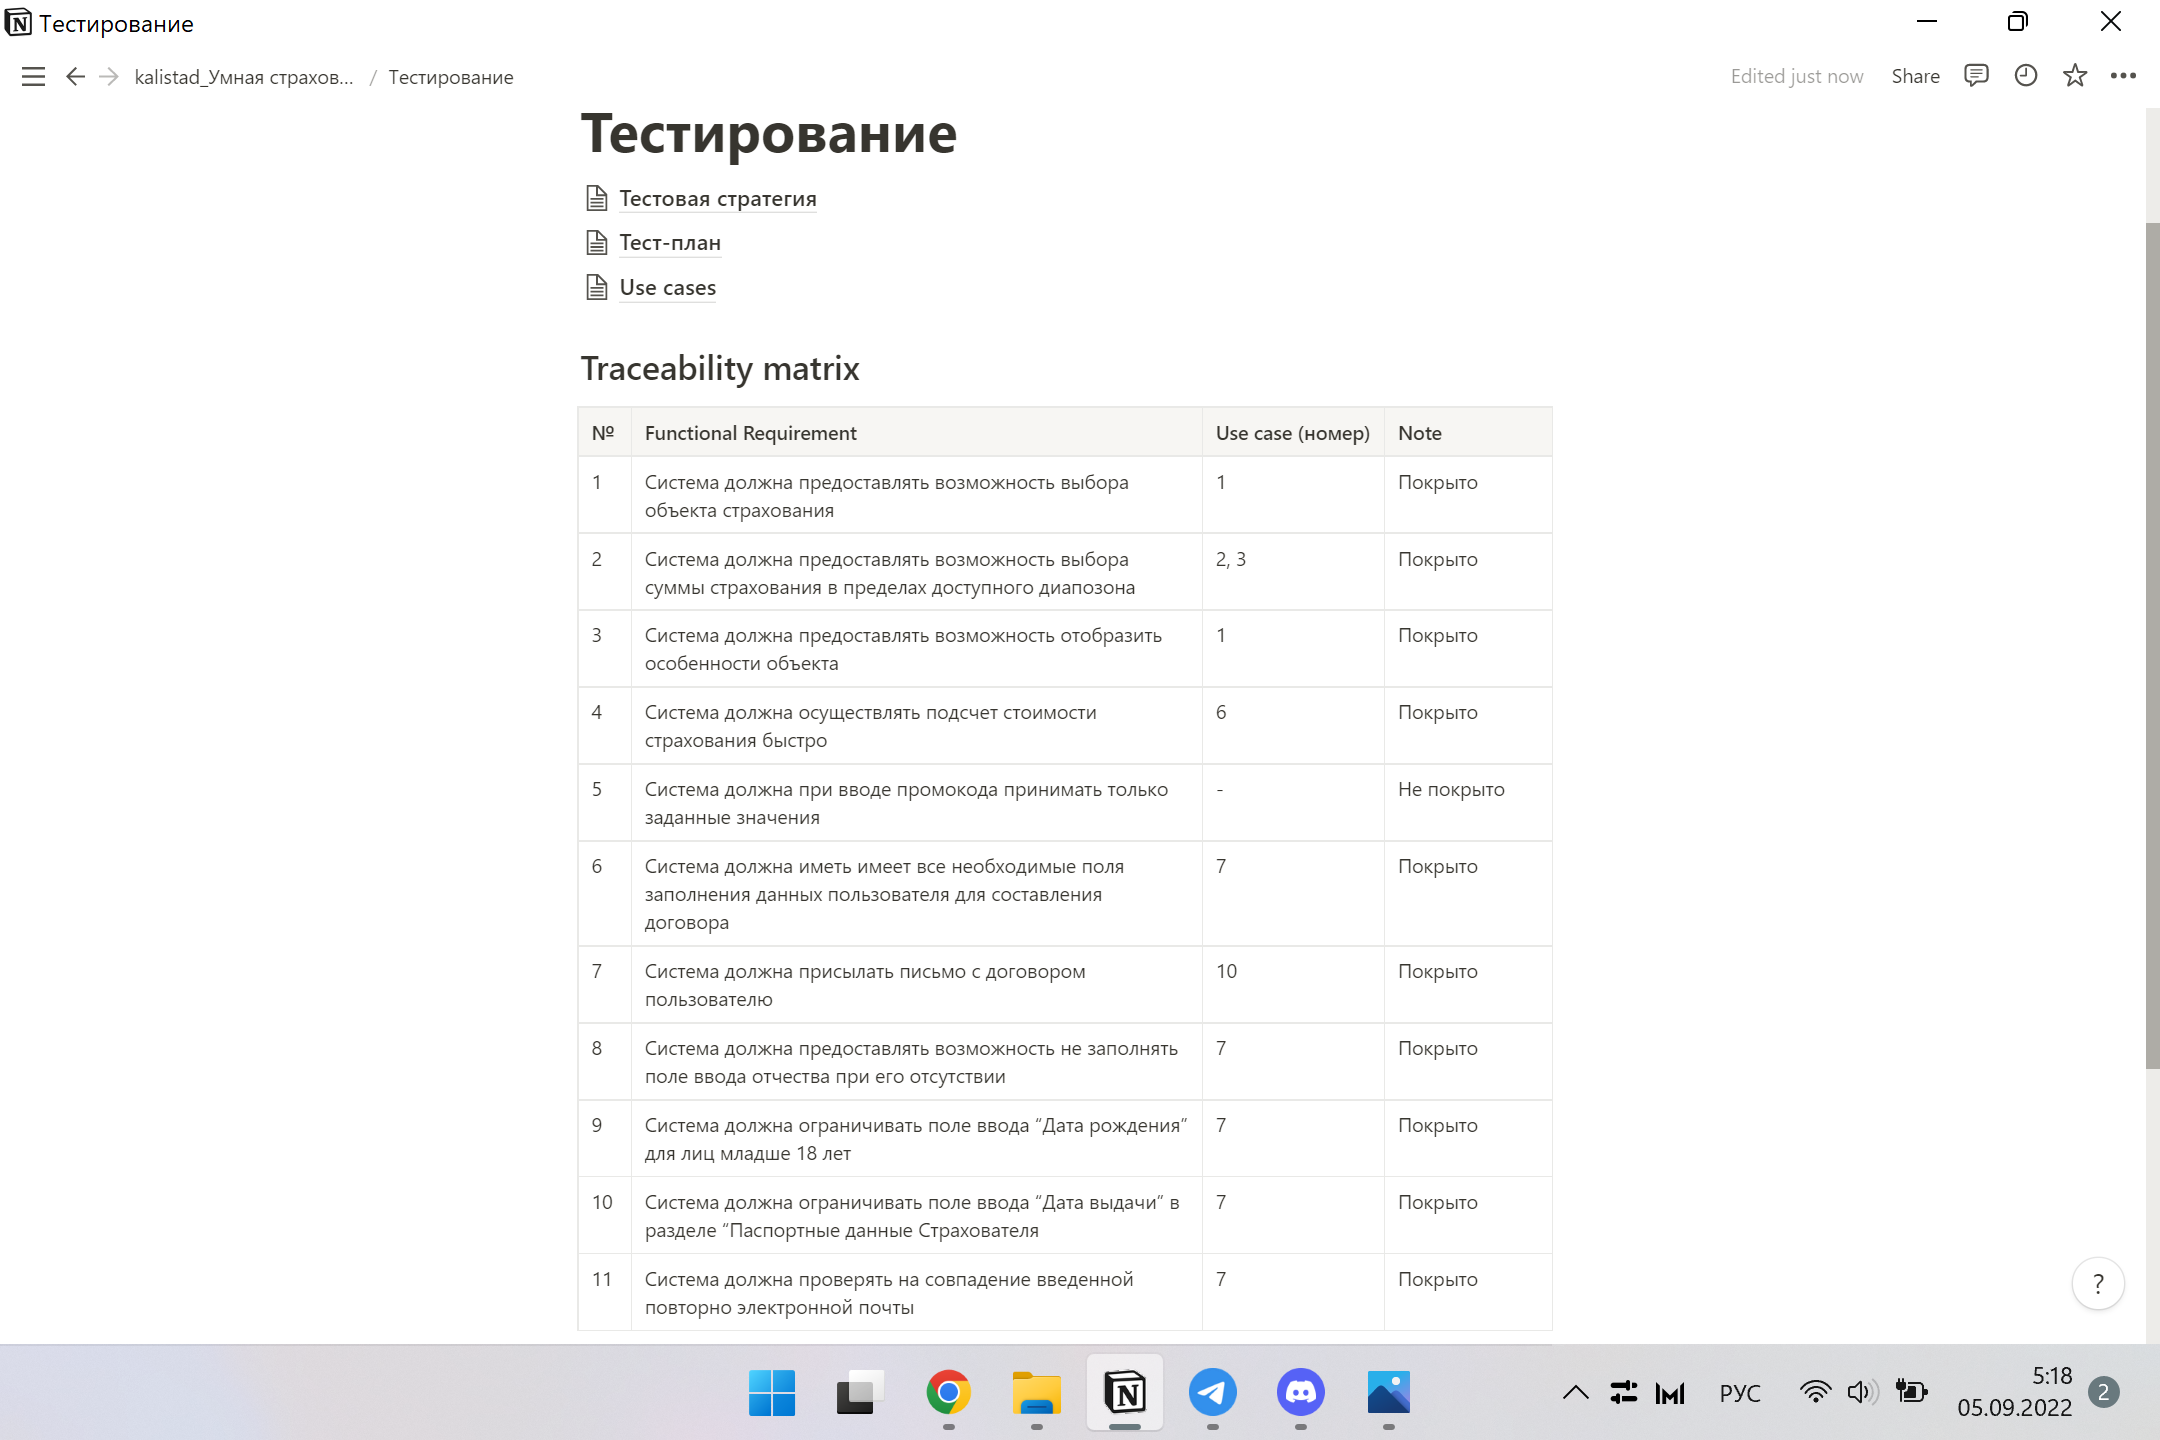 Тестирование
kalistad_Умная страхов... / Тестирование
Edited just now Share
Тестирование
Тестовая стратегия
Тест-план
Use cases
Traceability matrix
№ Functional Requirement Use case (номер) Note
1 Система должна предоставлять возможность выбора 1 Покрыто
объекта страхования
2 Система должна предоставлять возможность выбора 2, 3 Покрыто
суммы страхования в пределах доступного диапозона
3 Система должна предоставлять возможность отобразить 1 Покрыто
особенности объекта
4 Система должна осуществлять подсчет стоимости 6 Покрыто
страхования быстро
5 Система должна при вводе промокода принимать только - Не покрыто
заданные значения
6 Система должна иметь имеет все необходимые поля 7 Покрыто
заполнения данных пользователя для составления
договора
7 Система должна присылать письмо с договором 10 Покрыто
пользователю
8 Система должна предоставлять возможность не заполнять 7 Покрыто
поле ввода отчества при его отсутствии
9 Система должна ограничивать поле ввода “Дата рождения” 7 Покрыто
для лиц младше 18 лет
10 Система должна ограничивать поле ввода “Дата выдачи” в 7 Покрыто
разделе “Паспортные данные Страхователя
11 Система должна проверять на совпадение введенной 7 Покрыто
повторно электронной почты
?
РУС
5:18
05.09.2022
2